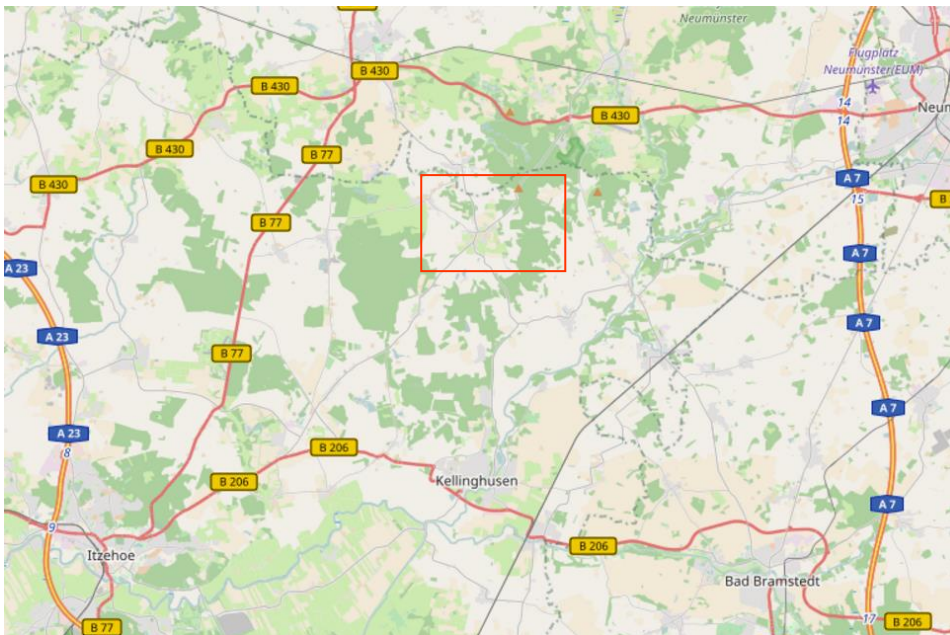 Neumünster
Flugplatz
Neumünster(EUM)
B 430
B 430
B 430
14
14
B 430
B 77
B 430
A 7
15
B
B 77
A 7
A 23
A 7
A 23
B 77
A 7
A 23
8
B 206
B 206
Kellinghusen
A 7
9
Itzehoe
B 206
Bad Bramstedt
17
B 206
B 77